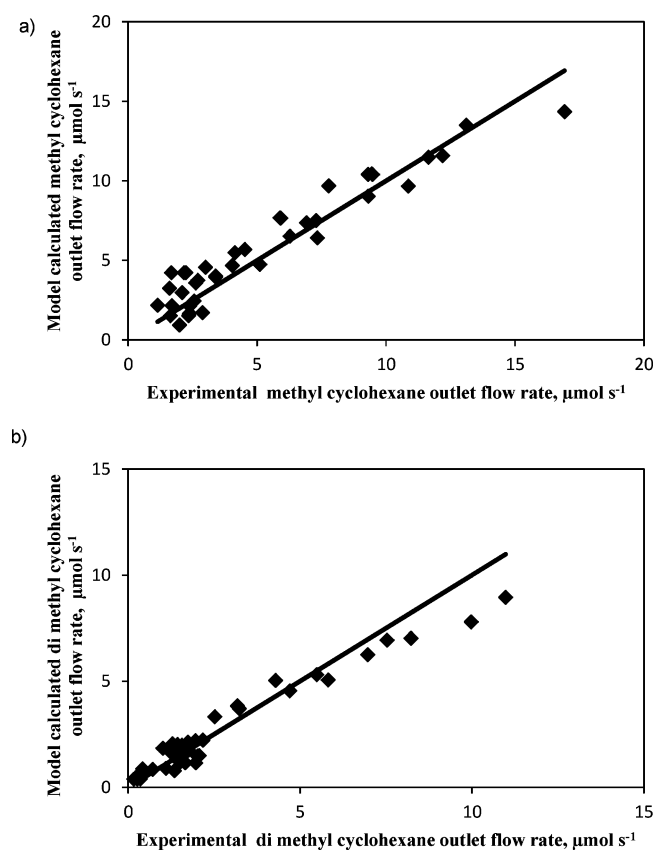 a)
20
15
10
5
0
0 5 10 15 20
Model calculated methyl cyclohexane
outlet flow rate, μmol s⁻¹
Experimental methyl cyclohexane outlet flow rate, μmol s⁻¹
b)
15
10
5
0
0 5 10 15
Model calculated di methyl cyclohexane
outlet flow rate, μmol s⁻¹
Experimental di methyl cyclohexane outlet flow rate, μmol s⁻¹